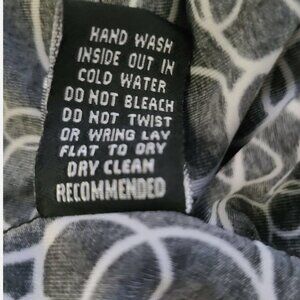 HAND WASH
INSIDE OUT IN
COLD WATER
DO NOT BLEACH
DO NOT TWIST
OR WRING LAY
FLAT TO DRY
DRY CLEAN
RECOMMENDED